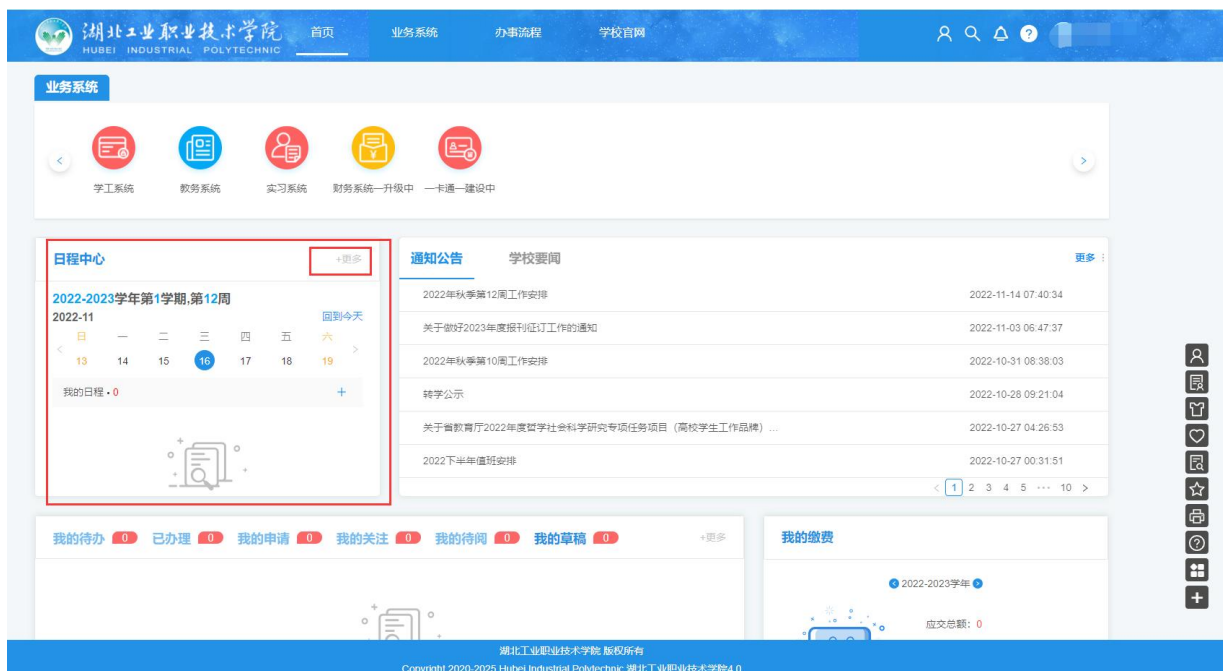 湖北工业职业技术学院
HUBEI INDUSTRIAL POLYTECHNIC
首页 业务系统 办事流程 学校官网
业务系统
学工系统 教务系统 实习系统 财务系统—升级中 一卡通—建设中
日程中心 +更多
2022-2023学年第1学期,第12周
2022-11 回到今天
日 一 二 三 四 五 六
13 14 15 16 17 18 19
我的日程 • 0 +
通知公告 学校要闻 更多
2022年秋季第12周工作安排 2022-11-14 07:40:34
关于做好2023年度报刊征订工作的通知 2022-11-03 06:47:37
2022年秋季第10周工作安排 2022-10-31 08:38:03
转学公示 2022-10-28 09:21:04
关于省教育厅2022年度哲学社会科学研究专项任务项目（高校学生工作品牌）... 2022-10-27 04:26:53
2022下半年值班安排 2022-10-27 00:31:51
< 1 2 3 4 5 ··· 10 >
我的待办 0 已办理 0 我的申请 0 我的关注 0 我的待阅 0 我的草稿 0 +更多
我的缴费
2022-2023学年
应交总额：0
湖北工业职业技术学院 版权所有
Copyright 2020-2025 Hubei Industrial Polytechnic 湖北工业职业技术学院4.0